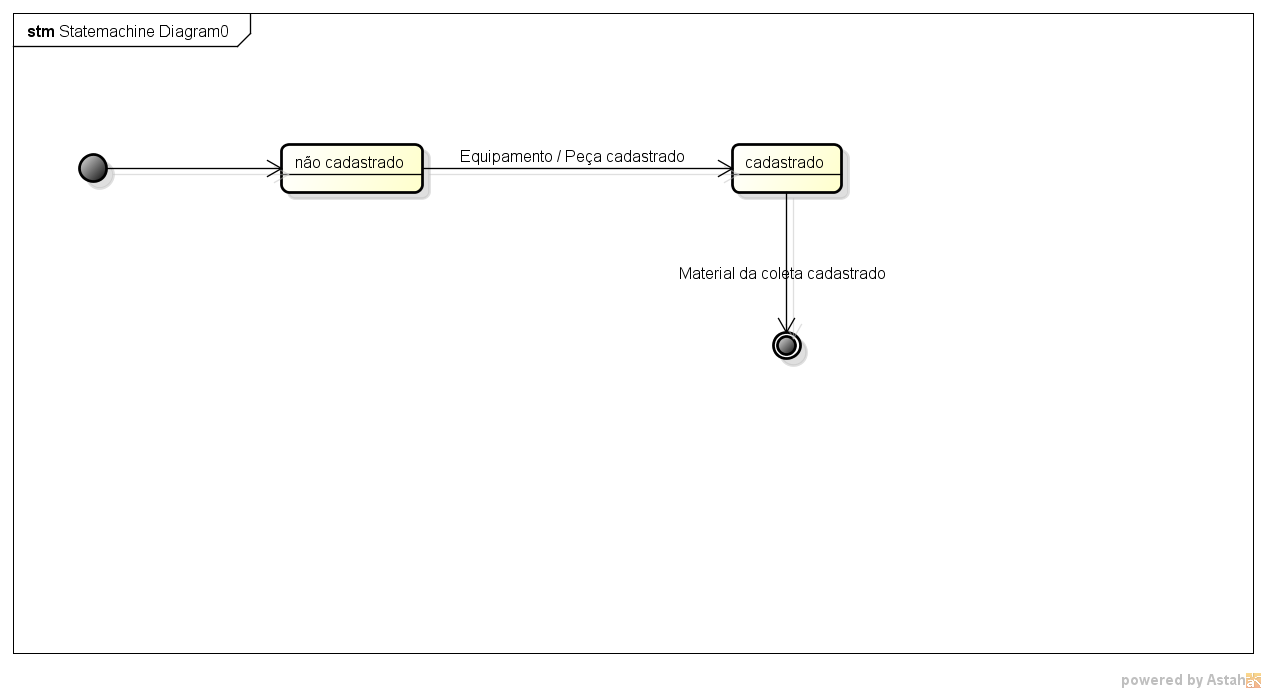 stm Statemachine Diagram0
não cadastrado
Equipamento / Peça cadastrado
cadastrado
Material da coleta cadastrado
powered by Astah